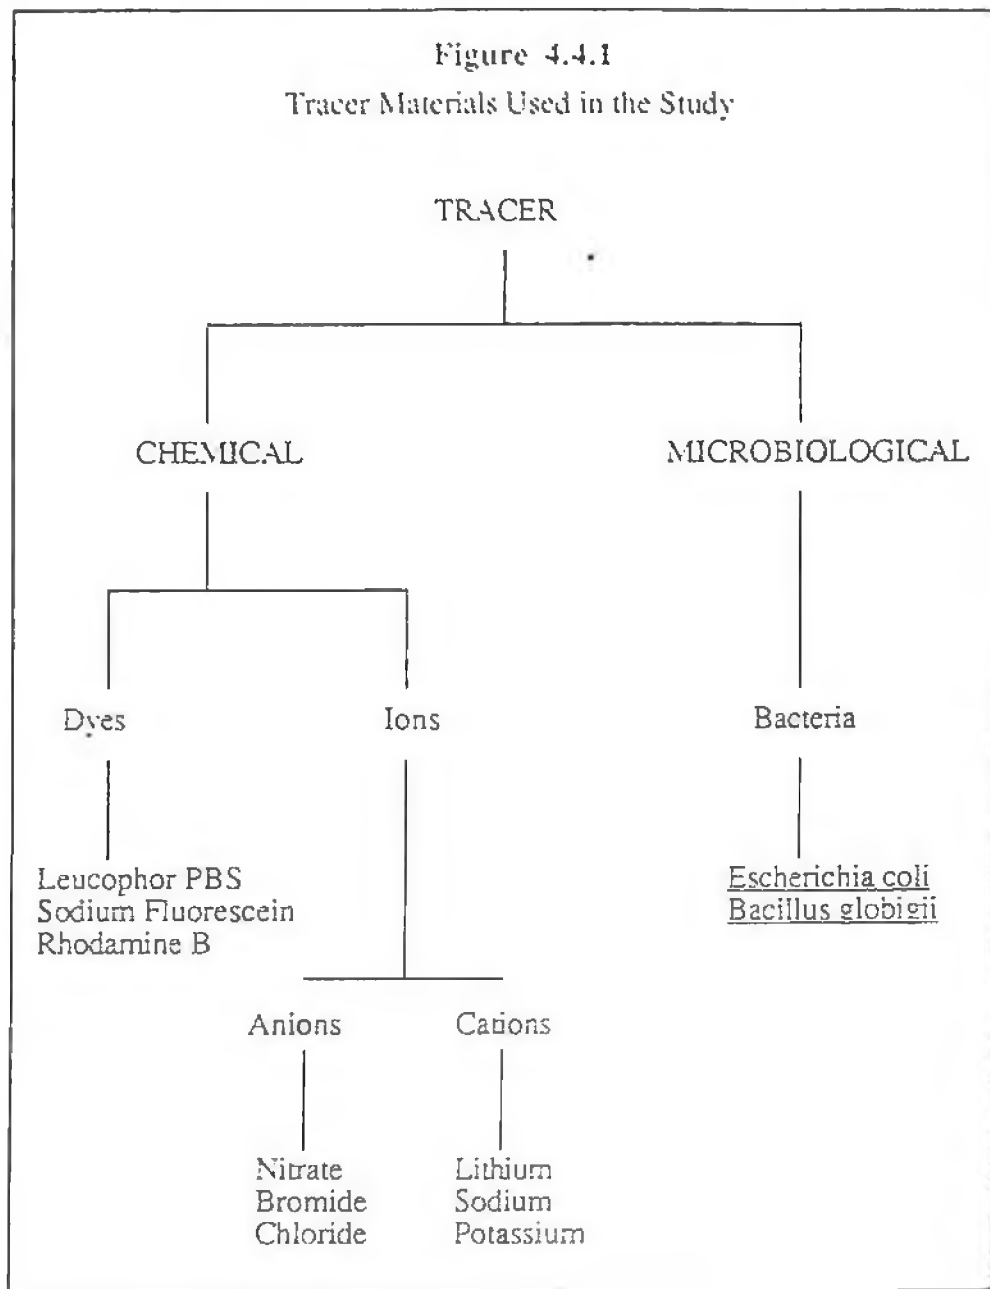 Figure 4.4.1
Tracer Materials Used in the Study
TRACER
CHEMICAL
MICROBIOLOGICAL
Dyes
Ions
Bacteria
Leucophor PBS
Sodium Fluorescein
Rhodamine B
Escherichia coli
Bacillus globigii
Anions
Cations
Nitrate
Bromide
Chloride
Lithium
Sodium
Potassium